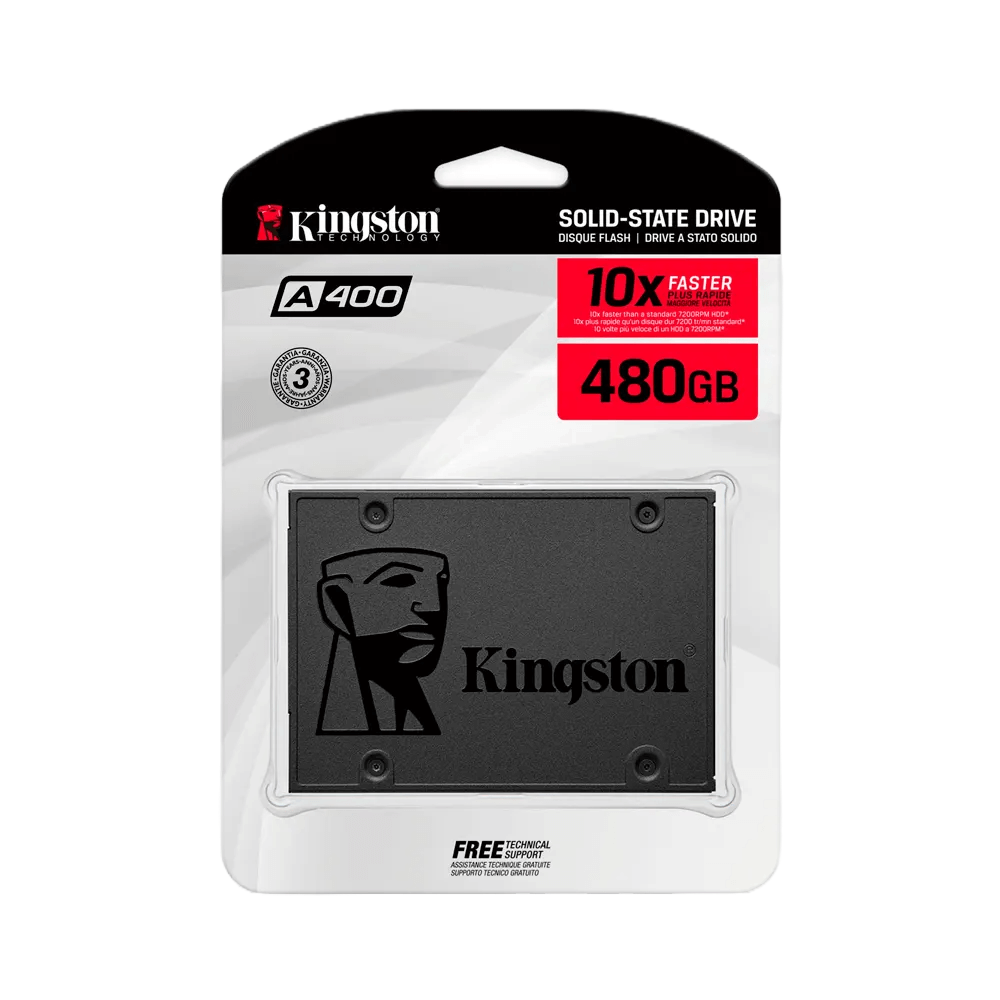 Kingston®
TECHNOLOGY
SOLID-STATE DRIVE
DISQUE FLASH | DRIVE A STATO SOLIDO
A400
10x FASTER
PLUS RAPIDE
MAGGIORE VELOCITÀ
10x faster than a standard 7200RPM HDD*
10x plus rapide qu'un disque dur 7200 tr/mn standard*
10 volte più veloce di un HDD a 7200RPM*
3
480GB
Kingston®
FREE TECHNICAL SUPPORT
ASSISTANCE TECHNIQUE GRATUITE
SUPPORTO TECNICO GRATUITO